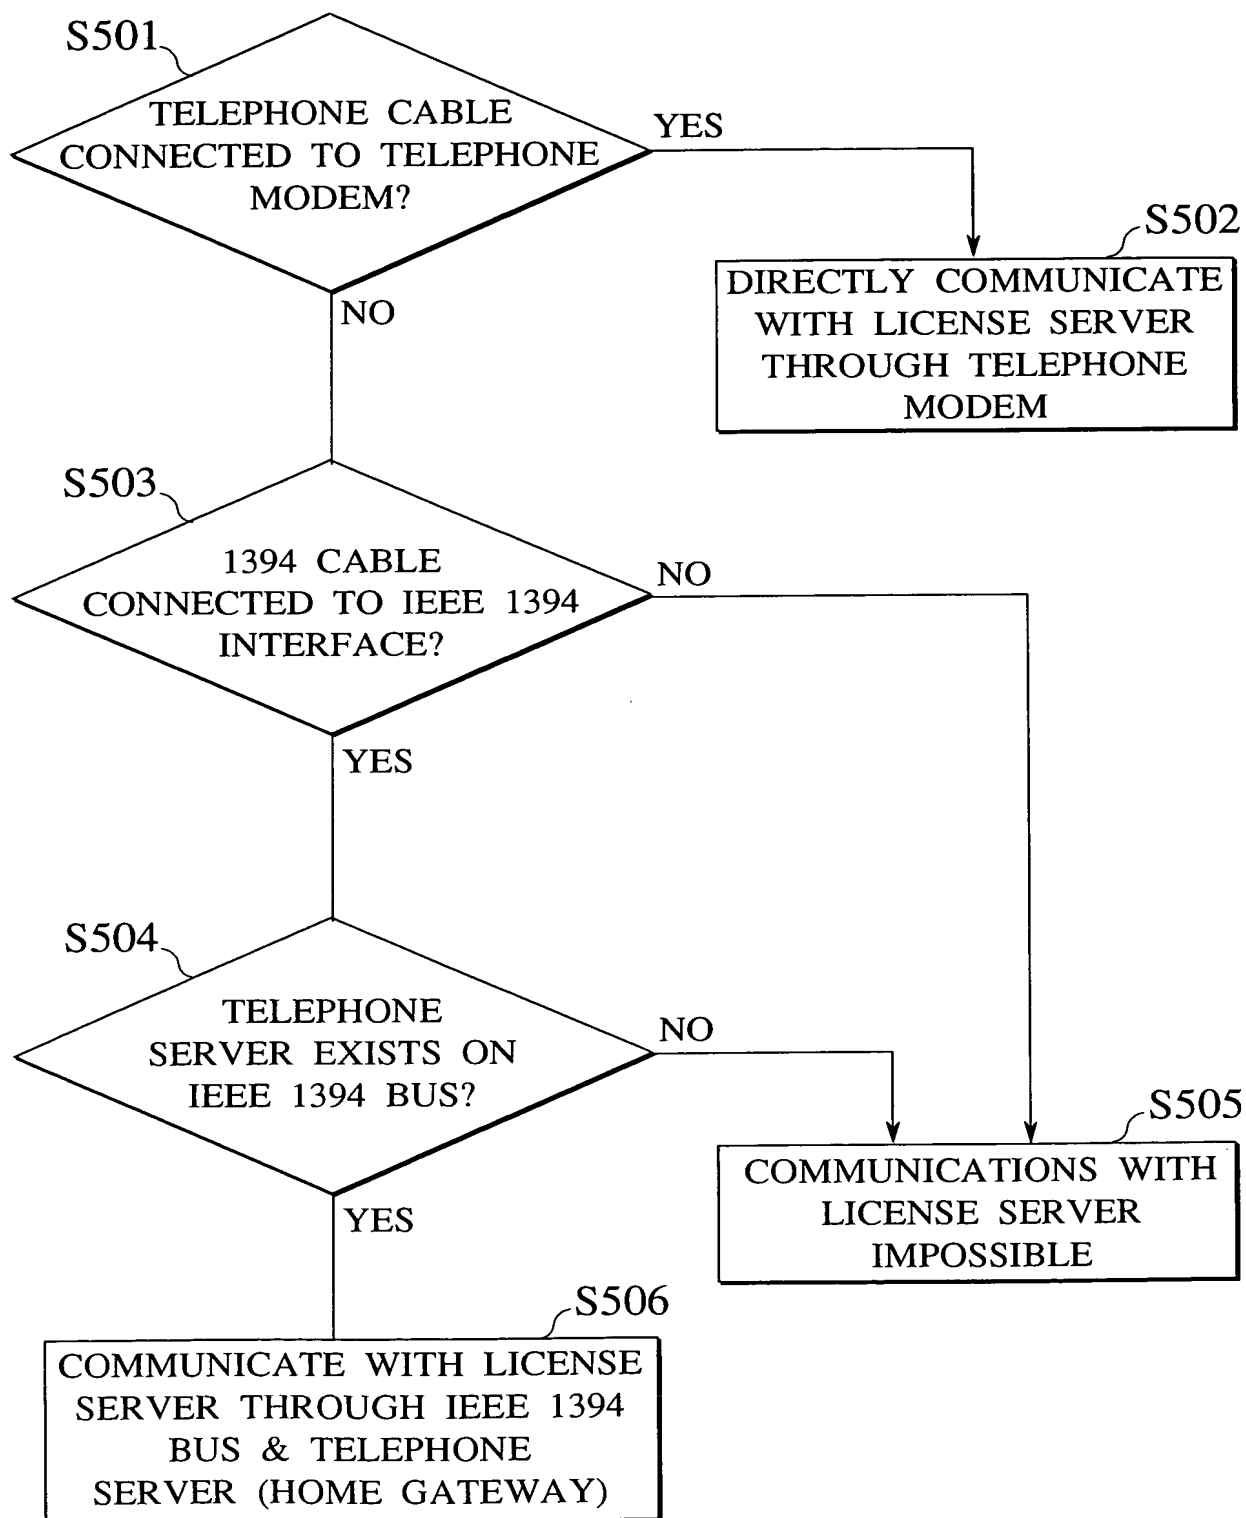 S501
TELEPHONE CABLE
CONNECTED TO TELEPHONE
MODEM?
YES
NO
S502
DIRECTLY COMMUNICATE
WITH LICENSE SERVER
THROUGH TELEPHONE
MODEM
S503
1394 CABLE
CONNECTED TO IEEE 1394
INTERFACE?
NO
YES
S504
TELEPHONE
SERVER EXISTS ON
IEEE 1394 BUS?
NO
YES
S505
COMMUNICATIONS WITH
LICENSE SERVER
IMPOSSIBLE
S506
COMMUNICATE WITH LICENSE
SERVER THROUGH IEEE 1394
BUS & TELEPHONE
SERVER (HOME GATEWAY)